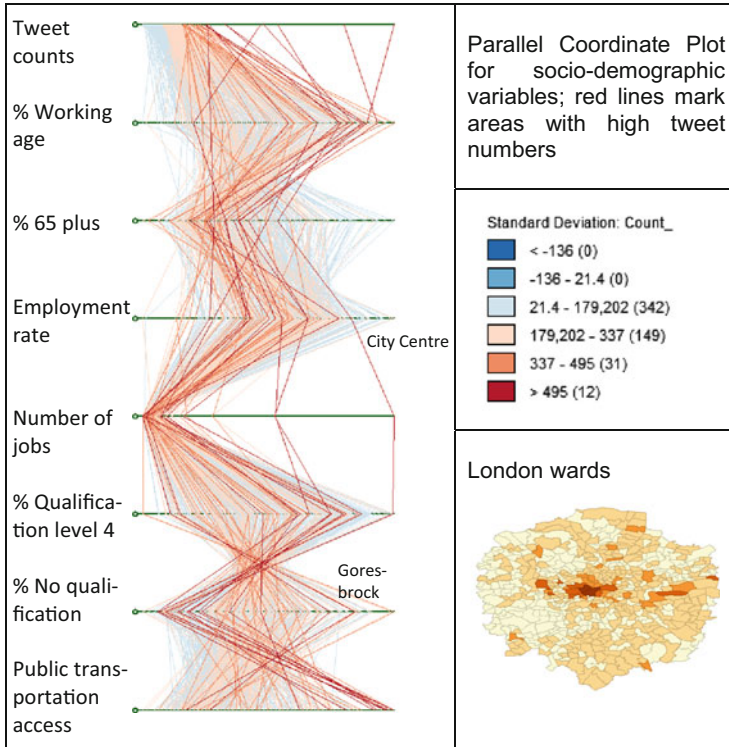 Tweet
counts
% Working
age
% 65 plus
Employment
rate
City Centre
Number of
jobs
% Qualifica-
tion level 4
% No quali-
fication
Gores-
brock
Public trans-
portation
access
Parallel Coordinate Plot
for socio-demographic
variables; red lines mark
areas with high tweet
numbers
Standard Deviation: Count_
< -136 (0)
-136 - 21.4 (0)
21.4 - 179,202 (342)
179,202 - 337 (149)
337 - 495 (31)
> 495 (12)
London wards